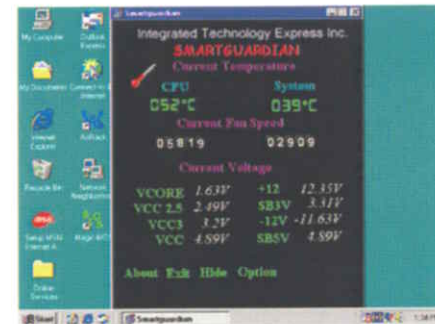 Smartguardian
Integrated Technology Express Inc.
SMARTGUARDIAN
Current Temperature
CPU System
052°C 039°C
Current Fan Speed
05819 02909
Current Voltage
VCORE 1.63V +12 12.35V
VCC 2.5 2.49V SB3V 3.31V
VCC3 3.2V -12V -11.63V
VCC 4.89V SB5V 4.89V
About Exit Hide Option
My Computer
Outlook Express
My Documents
Connect to the Internet
Internet Explorer
Recycle Bin
Network Neighborhood
Setup MSN Internet A...
Online Services
Start
Smartguardian